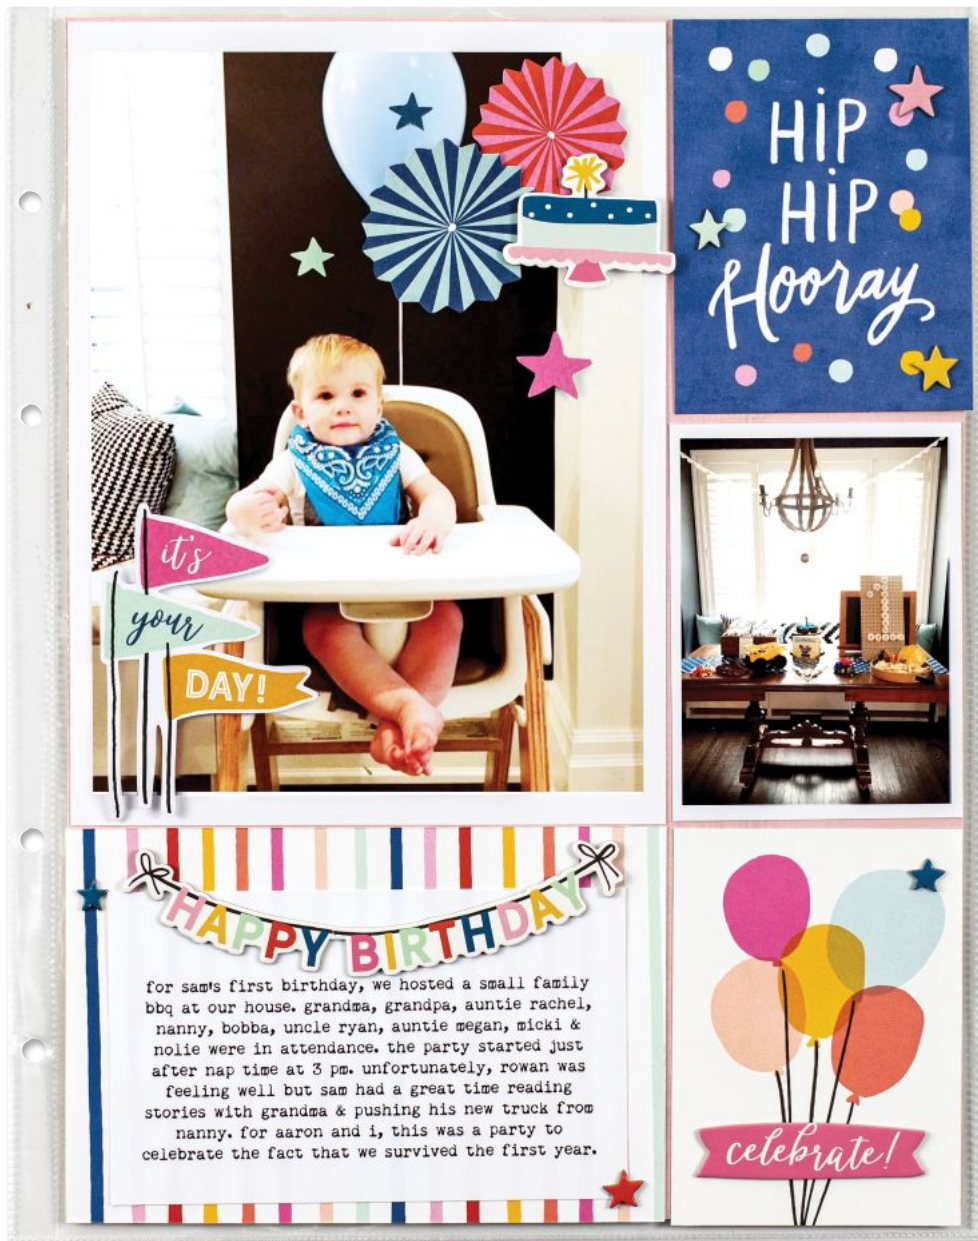 HiP
HiP
Hooray
it's
your
DAY!
HAPPY BIRTHDAY
for sam's first birthday, we hosted a small family
bbq at our house. grandma, grandpa, auntie rachel,
nanny, bobba, uncle ryan, auntie megan, micki &
nolie were in attendance. the party started just
after nap time at 3 pm. unfortunately, rowan was
feeling well but sam had a great time reading
stories with grandma & pushing his new truck from
nanny. for aaron and i, this was a party to
celebrate the fact that we survived the first year.
celebrate!